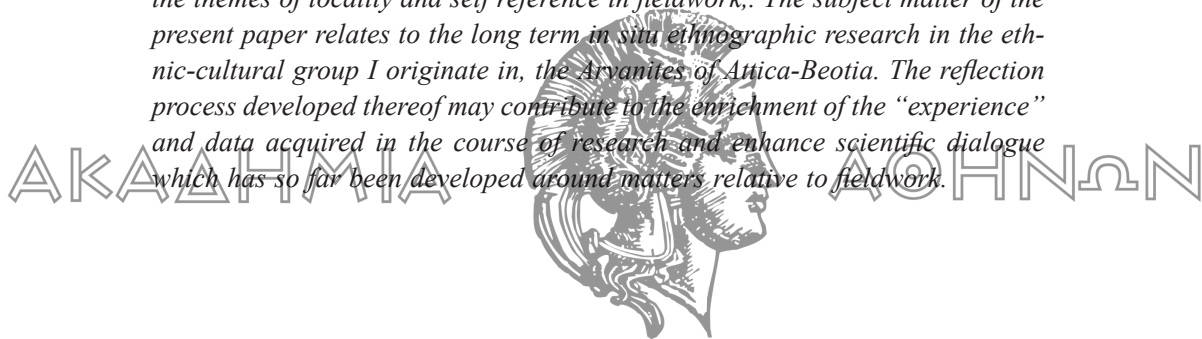 the themes of locality and self reference in fieldwork,. The subject matter of the
present paper relates to the long term in situ ethnographic research in the eth-
nic-cultural group I originate in, the Arvanites of Attica-Beotia. The reflection
process developed thereof may contribute to the enrichment of the “experience”
and data acquired in the course of research and enhance scientific dialogue
which has so far been developed around matters relative to fieldwork.
ΑΚΑΔΗΜΙΑ ΑΘΗΝΩΝ